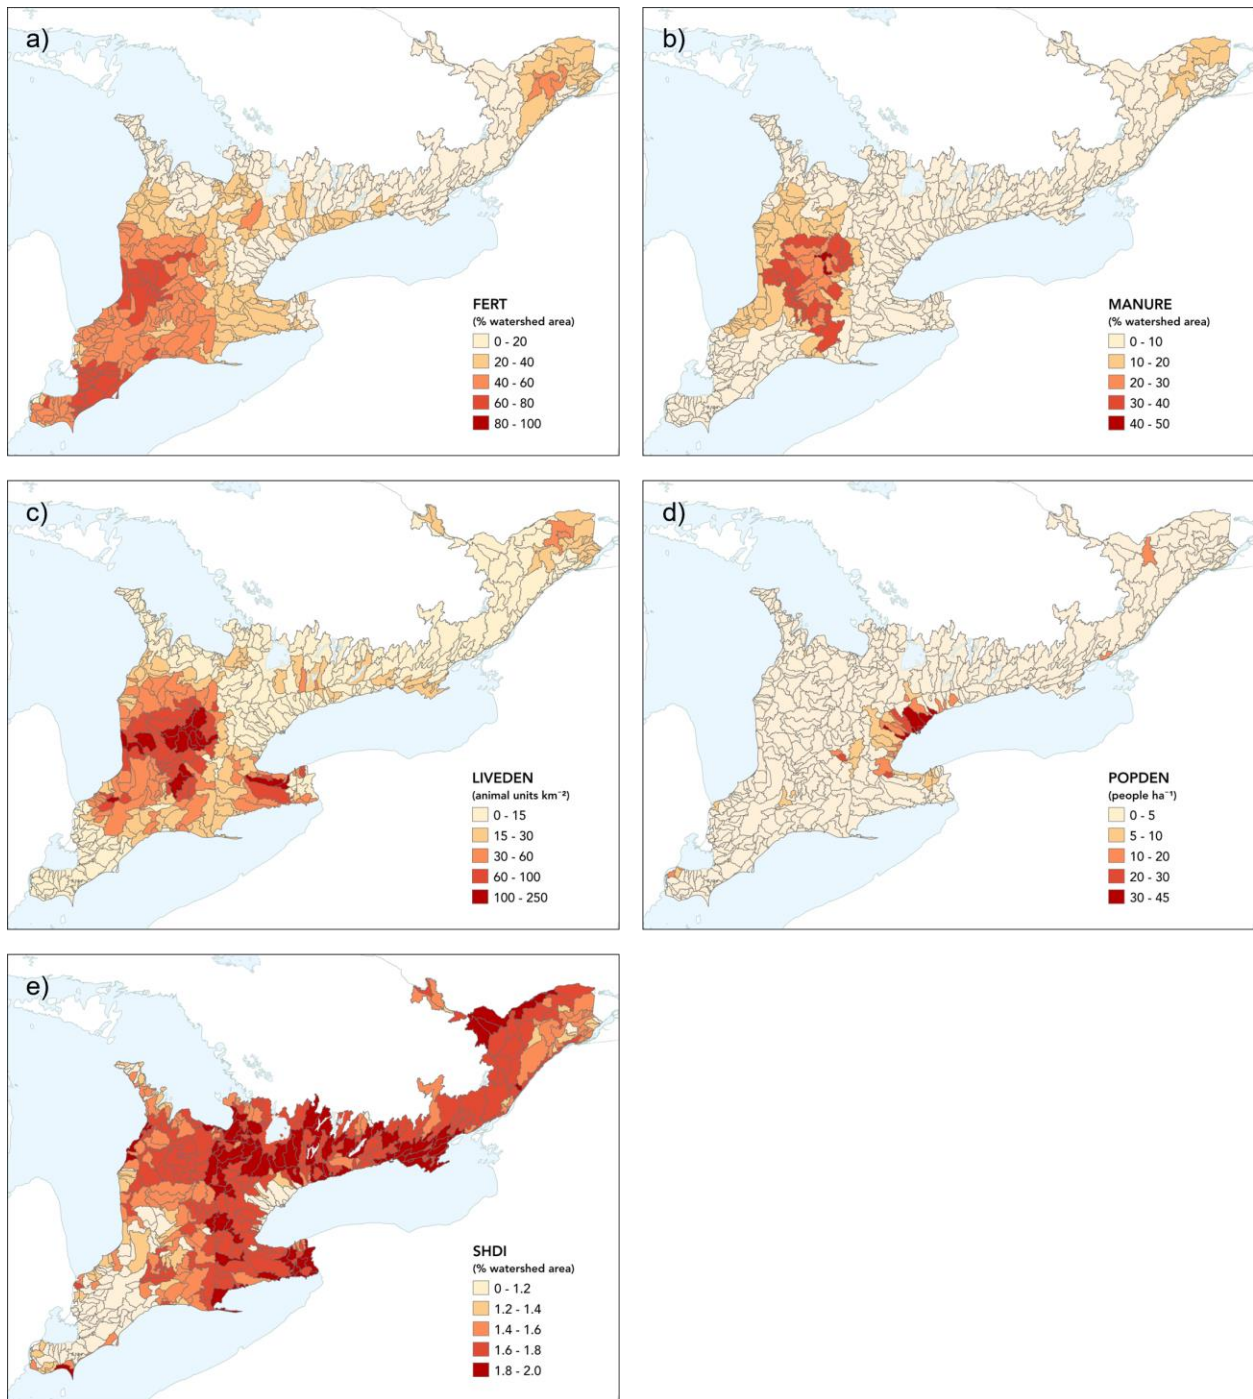 a)
FERT
(% watershed area)
0 - 20
20 - 40
40 - 60
60 - 80
80 - 100
b)
MANURE
(% watershed area)
0 - 10
10 - 20
20 - 30
30 - 40
40 - 50
c)
LIVEDEN
(animal units km⁻²)
0 - 15
15 - 30
30 - 60
60 - 100
100 - 250
d)
POPDEN
(people ha⁻¹)
0 - 5
5 - 10
10 - 20
20 - 30
30 - 45
e)
SHDI
(% watershed area)
0 - 1.2
1.2 - 1.4
1.4 - 1.6
1.6 - 1.8
1.8 - 2.0